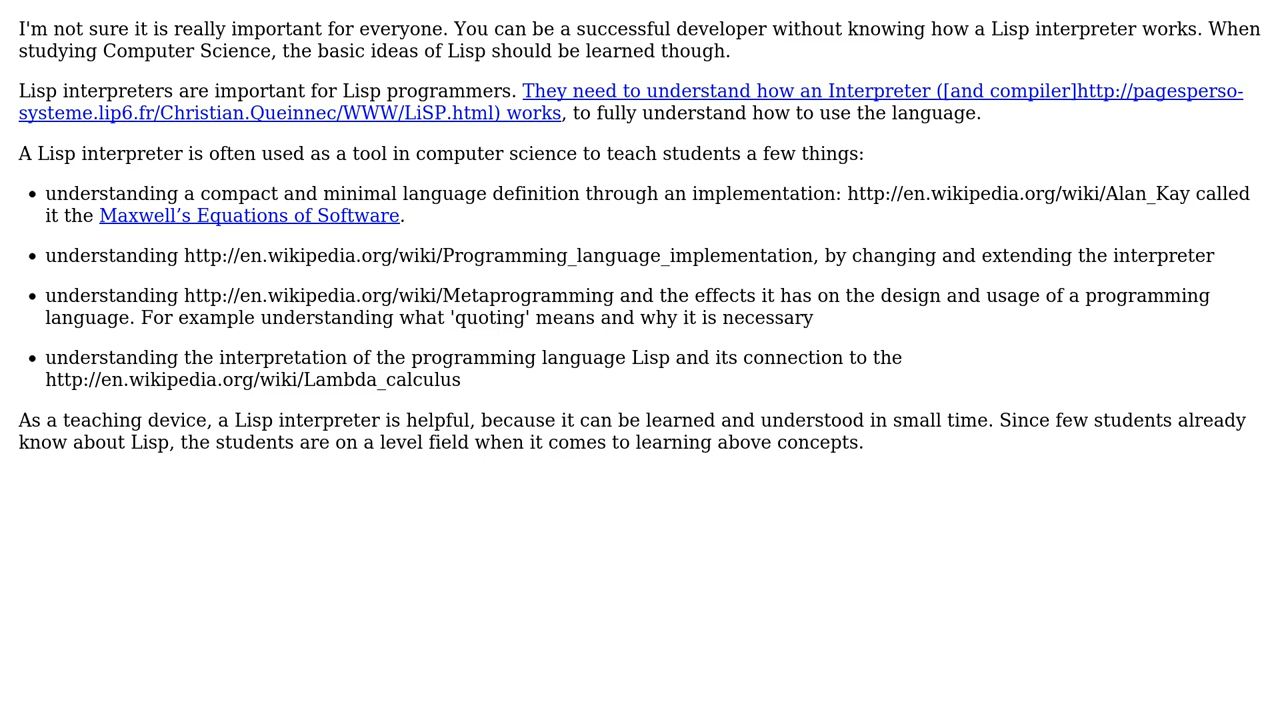 I'm not sure it is really important for everyone. You can be a successful developer without knowing how a Lisp interpreter works. When
studying Computer Science, the basic ideas of Lisp should be learned though.
Lisp interpreters are important for Lisp programmers. They need to understand how an Interpreter ([and compiler]http://pagesperso-
systeme.lip6.fr/Christian.Queinnec/WWW/LiSP.html) works, to fully understand how to use the language.
A Lisp interpreter is often used as a tool in computer science to teach students a few things:
• understanding a compact and minimal language definition through an implementation: http://en.wikipedia.org/wiki/Alan_Kay called
it the Maxwell’s Equations of Software.
• understanding http://en.wikipedia.org/wiki/Programming_language_implementation, by changing and extending the interpreter
• understanding http://en.wikipedia.org/wiki/Metaprogramming and the effects it has on the design and usage of a programming
language. For example understanding what 'quoting' means and why it is necessary
• understanding the interpretation of the programming language Lisp and its connection to the
http://en.wikipedia.org/wiki/Lambda_calculus
As a teaching device, a Lisp interpreter is helpful, because it can be learned and understood in small time. Since few students already
know about Lisp, the students are on a level field when it comes to learning above concepts.